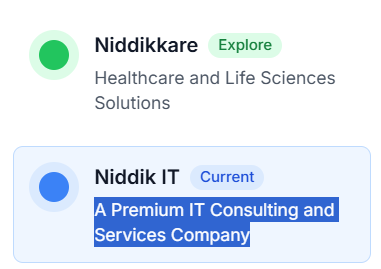 Niddikkare Explore
Healthcare and Life Sciences
Solutions
Niddik IT Current
A Premium IT Consulting and
Services Company